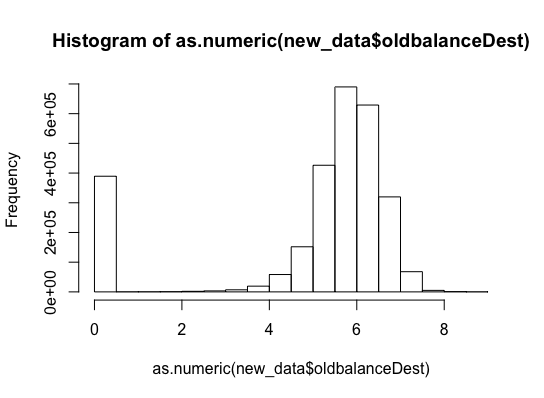 Histogram of as.numeric(new_data$oldbalanceDest)
Frequency
6e+05
4e+05
2e+05
0e+00
0 2 4 6 8
as.numeric(new_data$oldbalanceDest)